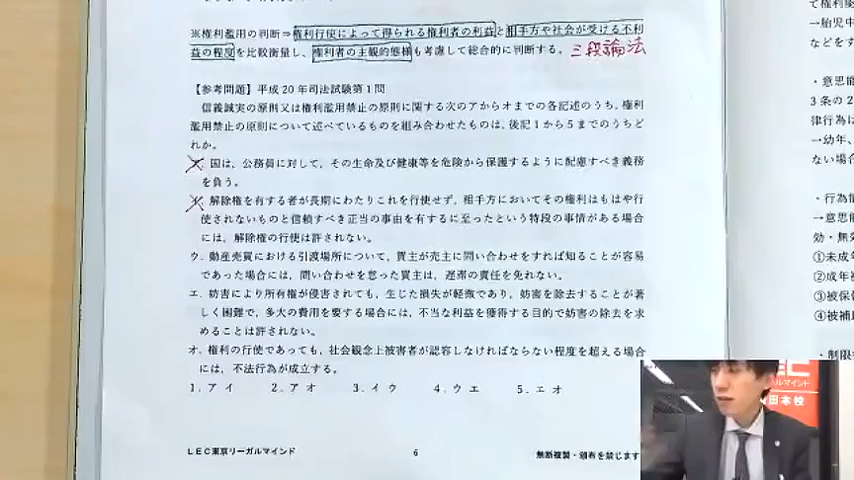 ※権利濫用の判断⇒権利行使によって得られる権利者の利益と相手方や社会が受ける不利
益の程度を比較衡量し、権利者の主観的態様も考慮して総合的に判断する。 三段論法
【参考問題】平成20年司法試験第1問
信義誠実の原則又は権利濫用禁止の原則に関する次のアからオまでの各記述のうち、権利
濫用禁止の原則について述べているものを組み合わせたものは、後記1から5までのうちど
れか。
国は、公務員に対して、その生命及び健康等を危険から保護するように配慮すべき義務
を負う。
解除権を有する者が長期にわたりこれを行使せず、相手方においてその権利はもはや行
使されないものと信頼すべき正当の事由を有するに至ったという特段の事情がある場合
には、解除権の行使は許されない。
ウ．動産売買における引渡場所について、買主が売主に問い合わせをすれば知ることが容易
であった場合には、問い合わせを怠った買主は、遅滞の責任を免れない。
エ．妨害により所有権が侵害されても、生じた損失が軽微であり、妨害を除去することが著
しく困難で、多大の費用を要する場合には、不当な利益を獲得する目的で妨害の除去を求
めることは許されない。
オ．権利の行使であっても、社会観念上被害者が認容しなければならない程度を超える場合
には、不法行為が成立する。
1．アイ 2．アオ 3．イウ 4．ウエ 5．エオ
LEC東京リーガルマインド 6 無断複製・頒布を禁じます
一胎児中
などをす
・意思能
3条の2
律行為は
一幼年、
ない場合
・行為能
→意思能
効・無効
①未成年
②成年被
③被保
④被補
・制限